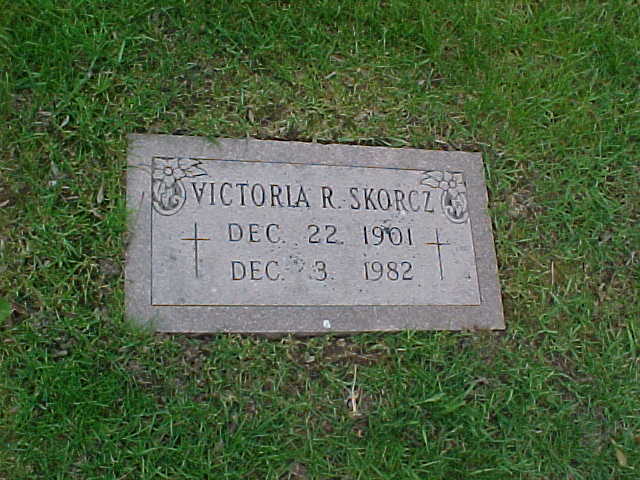 VICTORIA R. SKORCZ
DEC. 22 1901
DEC. 3 1982